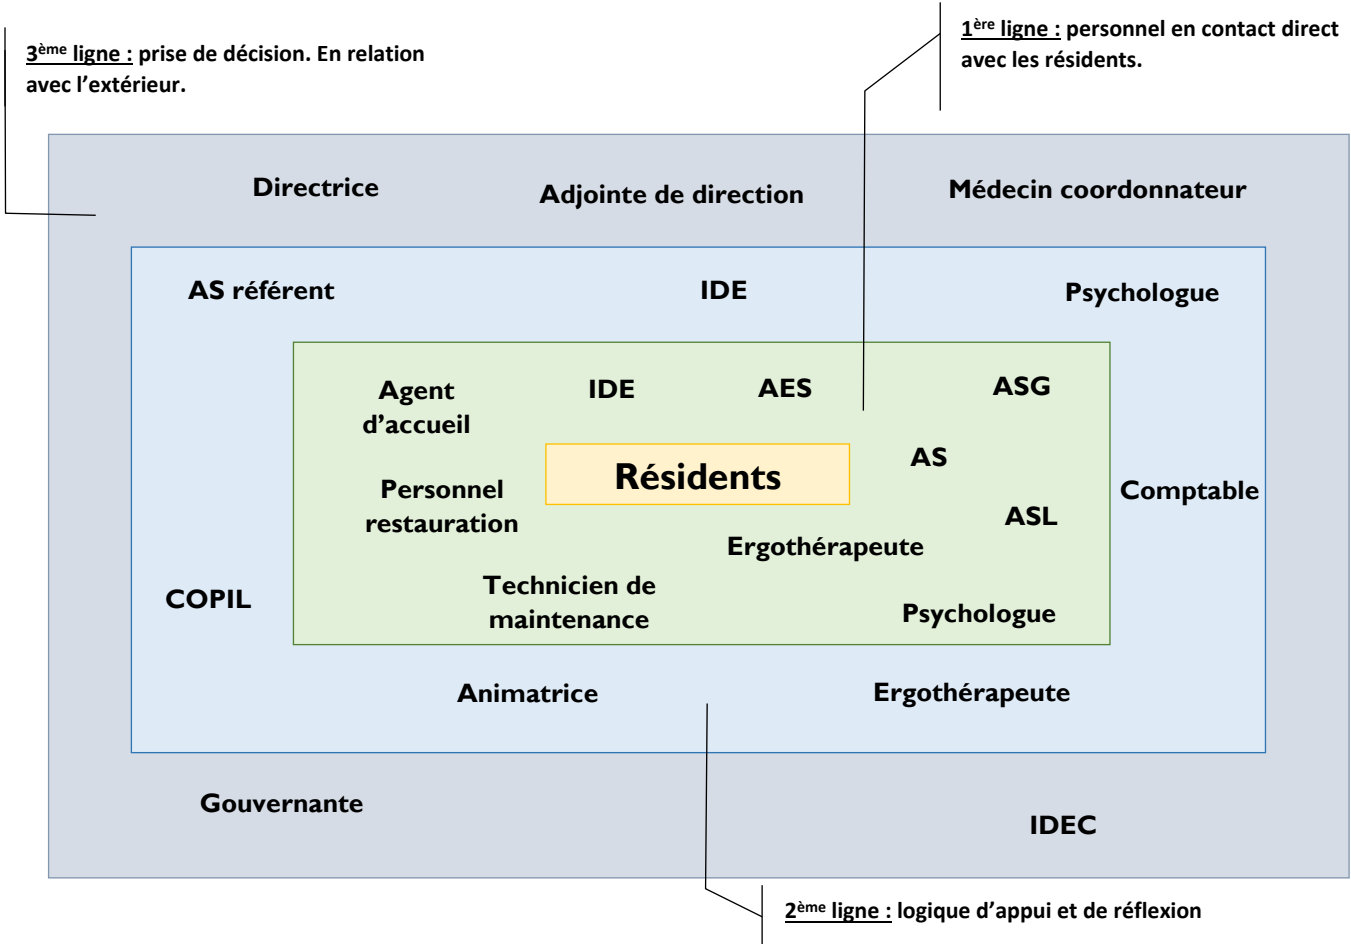 3ème ligne : prise de décision. En relation
avec l’extérieur.
1ère ligne : personnel en contact direct
avec les résidents.
Directrice
Adjointe de direction
Médecin coordonnateur
AS référent
IDE
Psychologue
Agent
d’accueil
IDE
AES
ASG
AS
Résidents
Personnel
restauration
Comptable
ASL
Ergothérapeute
COPIL
Technicien de
maintenance
Psychologue
Animatrice
Ergothérapeute
Gouvernante
IDEC
2ème ligne : logique d’appui et de réflexion